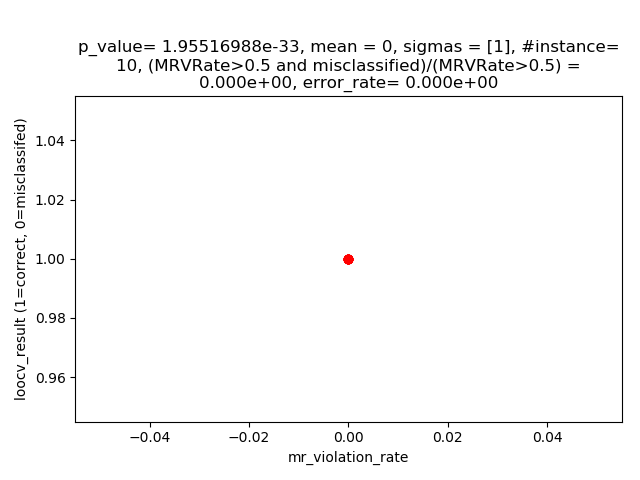 p_value= 1.95516988e-33, mean = 0, sigmas = [1], #instance=
10, (MRVRate>0.5 and misclassified)/(MRVRate>0.5) =
0.000e+00, error_rate= 0.000e+00
1.04
1.02
1.00
0.98
0.96
loocv_result (1=correct, 0=misclassifed)
−0.04
−0.02
0.00
0.02
0.04
mr_violation_rate